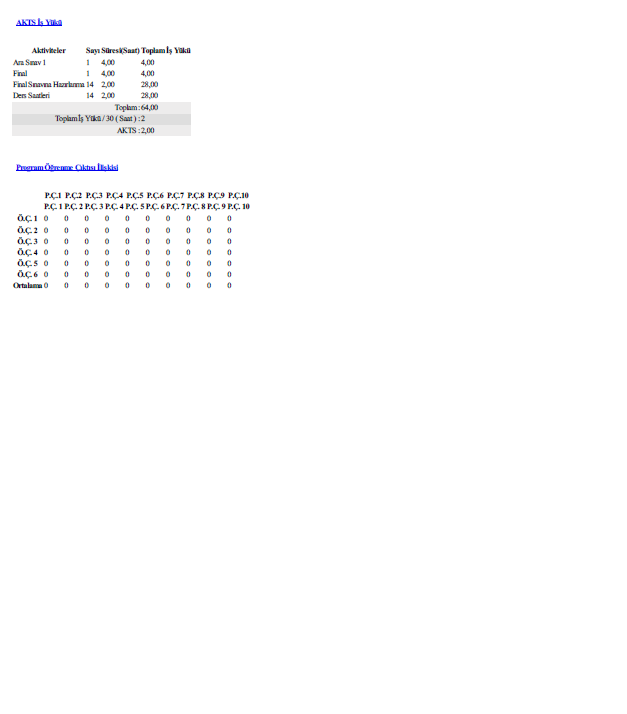 AKTS İş Yükü
Aktiviteler Sayı Süresi(Saat) Toplam İş Yükü
Ara Sınav 1 1 4,00 4,00
Final 1 4,00 4,00
Final Sınavına Hazırlanma 14 2,00 28,00
Ders Saatleri 14 2,00 28,00
Toplam : 64,00
Toplam İş Yükü / 30 ( Saat ) : 2
AKTS : 2,00
Program Öğrenme Çıktısı İlişkisi
P.Ç.1 P.Ç.2 P.Ç.3 P.Ç.4 P.Ç.5 P.Ç.6 P.Ç.7 P.Ç.8 P.Ç.9 P.Ç.10
P.Ç. 1 P.Ç. 2 P.Ç. 3 P.Ç. 4 P.Ç. 5 P.Ç. 6 P.Ç. 7 P.Ç. 8 P.Ç. 9 P.Ç. 10
Ö.Ç. 1 0 0 0 0 0 0 0 0 0 0
Ö.Ç. 2 0 0 0 0 0 0 0 0 0 0
Ö.Ç. 3 0 0 0 0 0 0 0 0 0 0
Ö.Ç. 4 0 0 0 0 0 0 0 0 0 0
Ö.Ç. 5 0 0 0 0 0 0 0 0 0 0
Ö.Ç. 6 0 0 0 0 0 0 0 0 0 0
Ortalama 0 0 0 0 0 0 0 0 0 0